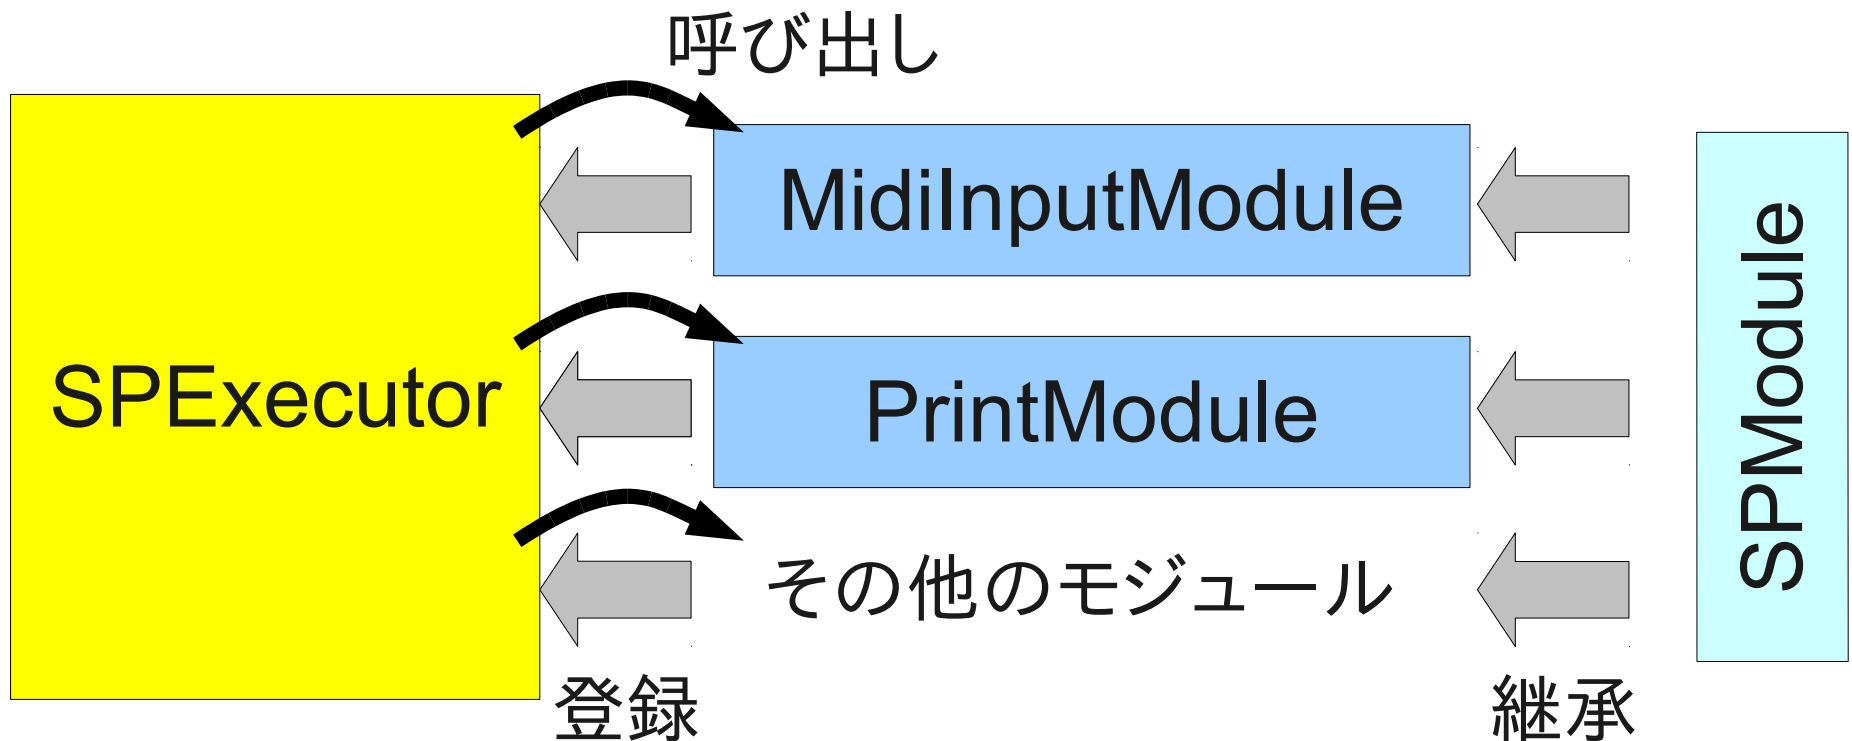 呼び出し
MidiInputModule
SPExecutor
PrintModule
SPModule
その他のモジュール
登録
継承